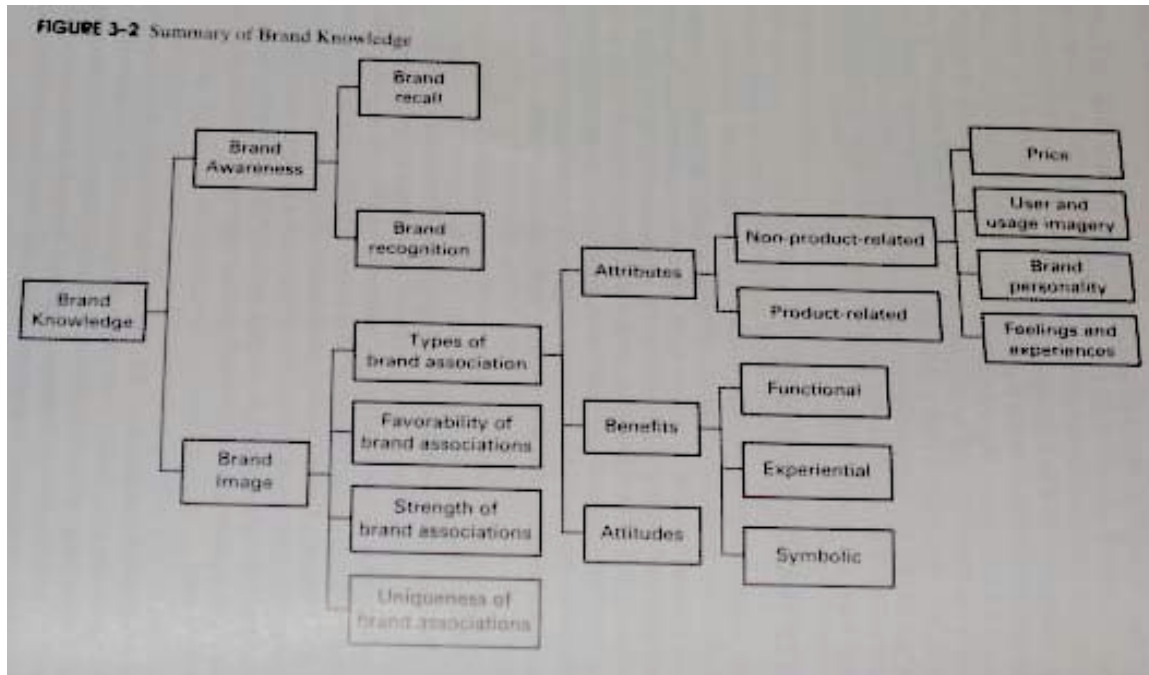 FIGURE 3–2 Summary of Brand Knowledge
Brand
recall
Brand
Awareness
Brand
recognition
Brand
Knowledge
Brand
Image
Types of
brand association
Favorability of
brand associations
Strength of
brand associations
Uniqueness of
brand associations
Attributes
Benefits
Attitudes
Non-product-related
Product-related
Functional
Experiential
Symbolic
Price
User and
usage imagery
Brand
personality
Feelings and
experiences